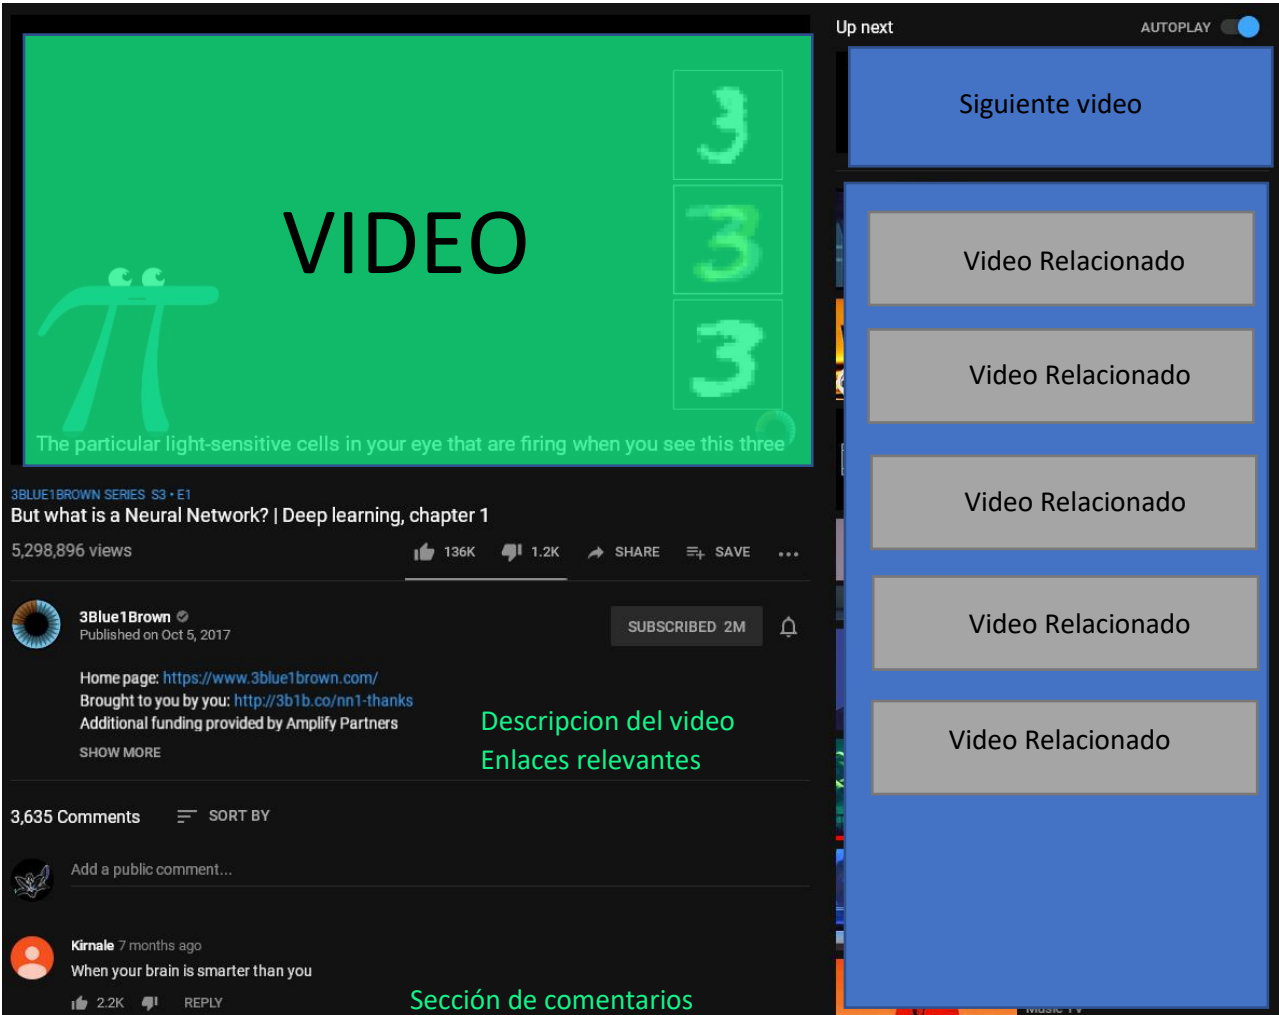 VIDEO
3
3
3
The particular light-sensitive cells in your eye that are firing when you see this three
3BLUE1BROWN SERIES S3 • E1
But what is a Neural Network? | Deep learning, chapter 1
5,298,896 views
136K
1.2K
SHARE
SAVE
3Blue1Brown
Published on Oct 5, 2017
SUBSCRIBED 2M
Home page: https://www.3blue1brown.com/
Brought to you by you: http://3b1b.co/nn1-thanks
Additional funding provided by Amplify Partners
SHOW MORE
Descripcion del video
Enlaces relevantes
3,635 Comments
SORT BY
Add a public comment...
Kirnale 7 months ago
When your brain is smarter than you
2.2K
REPLY
Sección de comentarios
Up next
AUTOPLAY
Siguiente video
Video Relacionado
Video Relacionado
Video Relacionado
Video Relacionado
Video Relacionado
Music TV